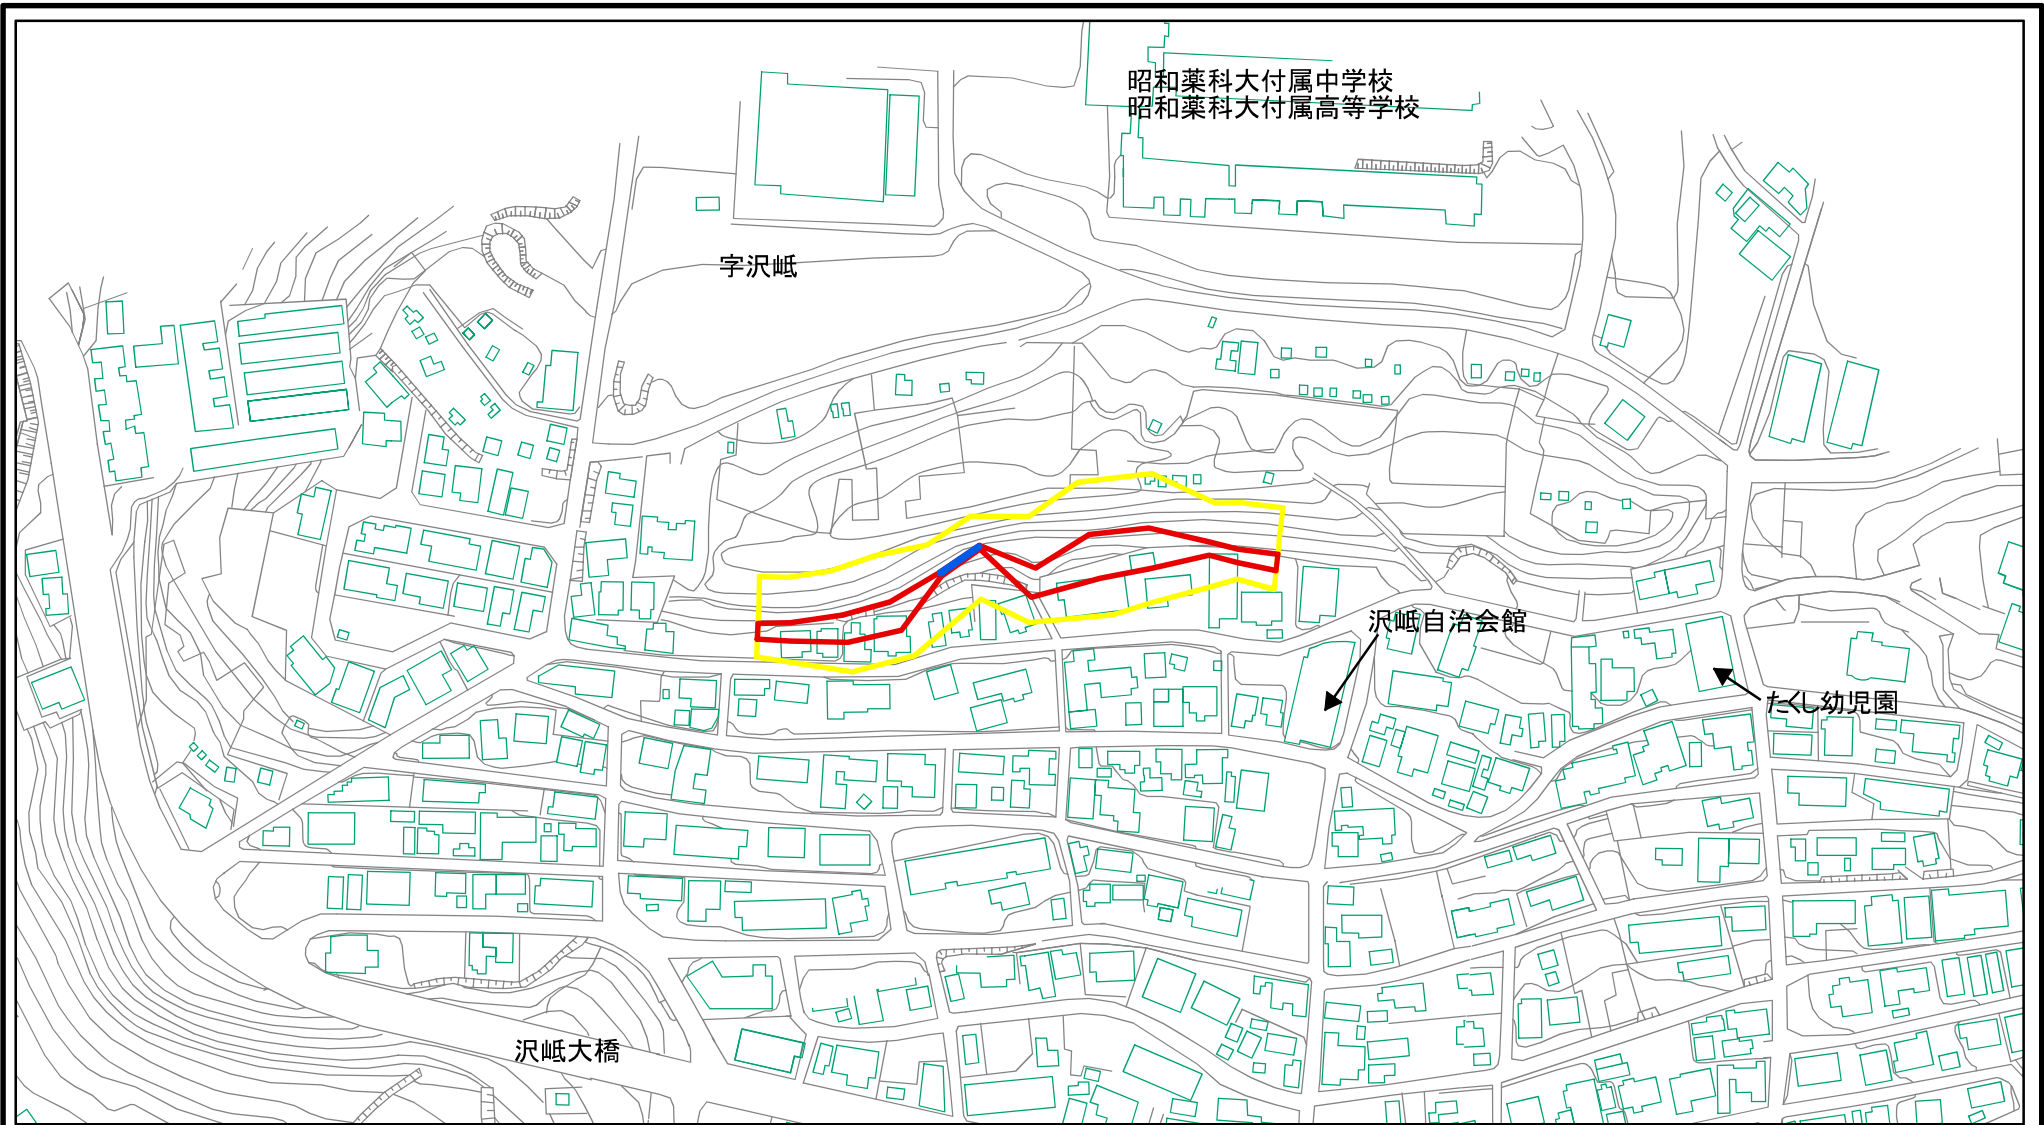 昭和薬科大付属中学校
昭和薬科大付属高等学校
字沢岻
沢岻自治会館
たくし幼児園
沢岻大橋